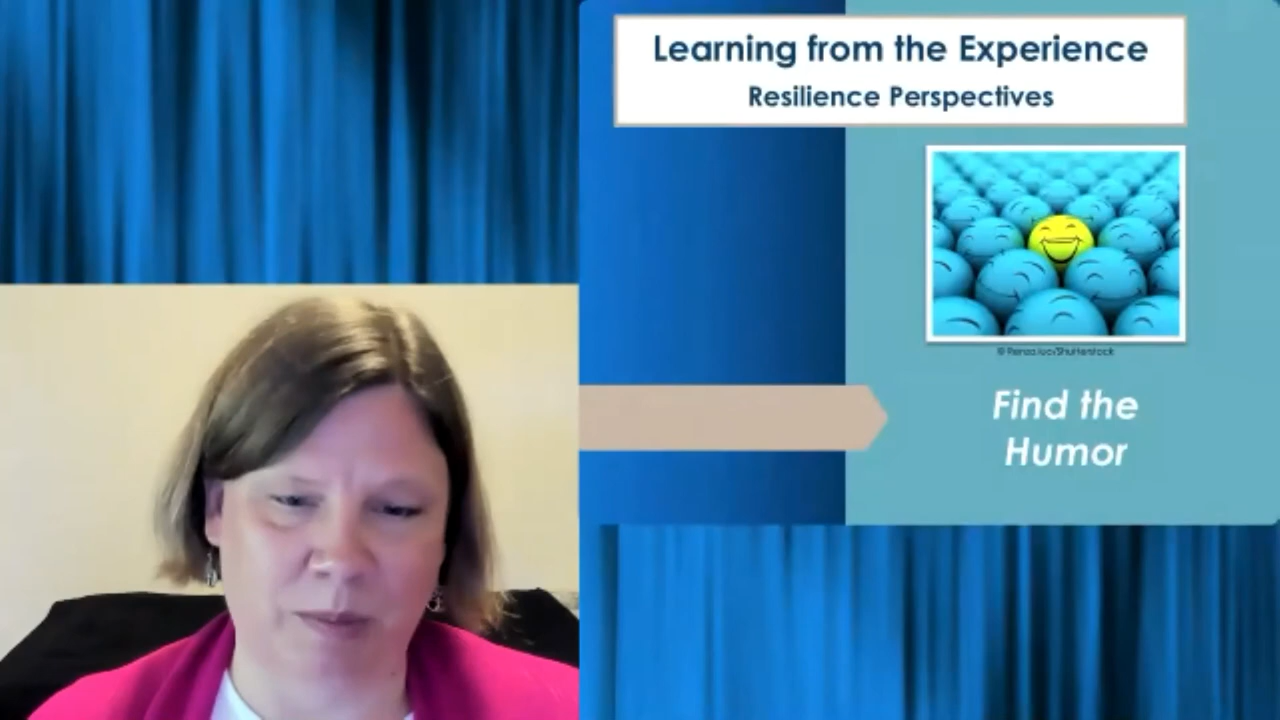 Learning from the Experience
Resilience Perspectives
Find the
Humor